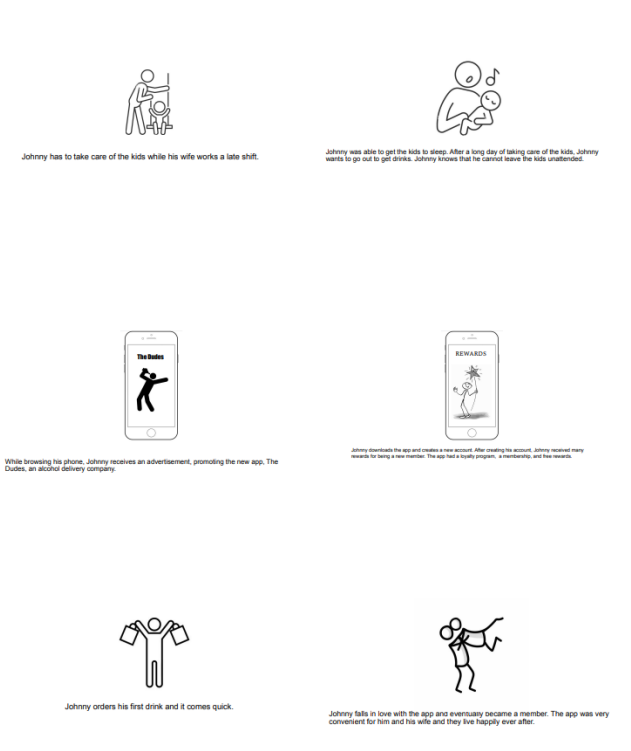 Johnny has to take care of the kids while his wife works a late shift.
Johnny was able to get the kids to sleep. After a long day of taking care of the kids, Johnny
wants to go out to get drinks. Johnny knows that he cannot leave the kids unattended.
The Dudes
While browsing his phone, Johnny receives an advertisement, promoting the new app, The
Dudes, an alcohol delivery company.
REWARDS
Johnny downloads the app and creates a new account. After creating his account, Johnny received many
rewards for being a new member. The app had a loyalty program, a membership, and free rewards.
Johnny orders his first drink and it comes quick.
Johnny falls in love with the app and eventually became a member. The app was very
convenient for him and his wife and they live happily ever after.